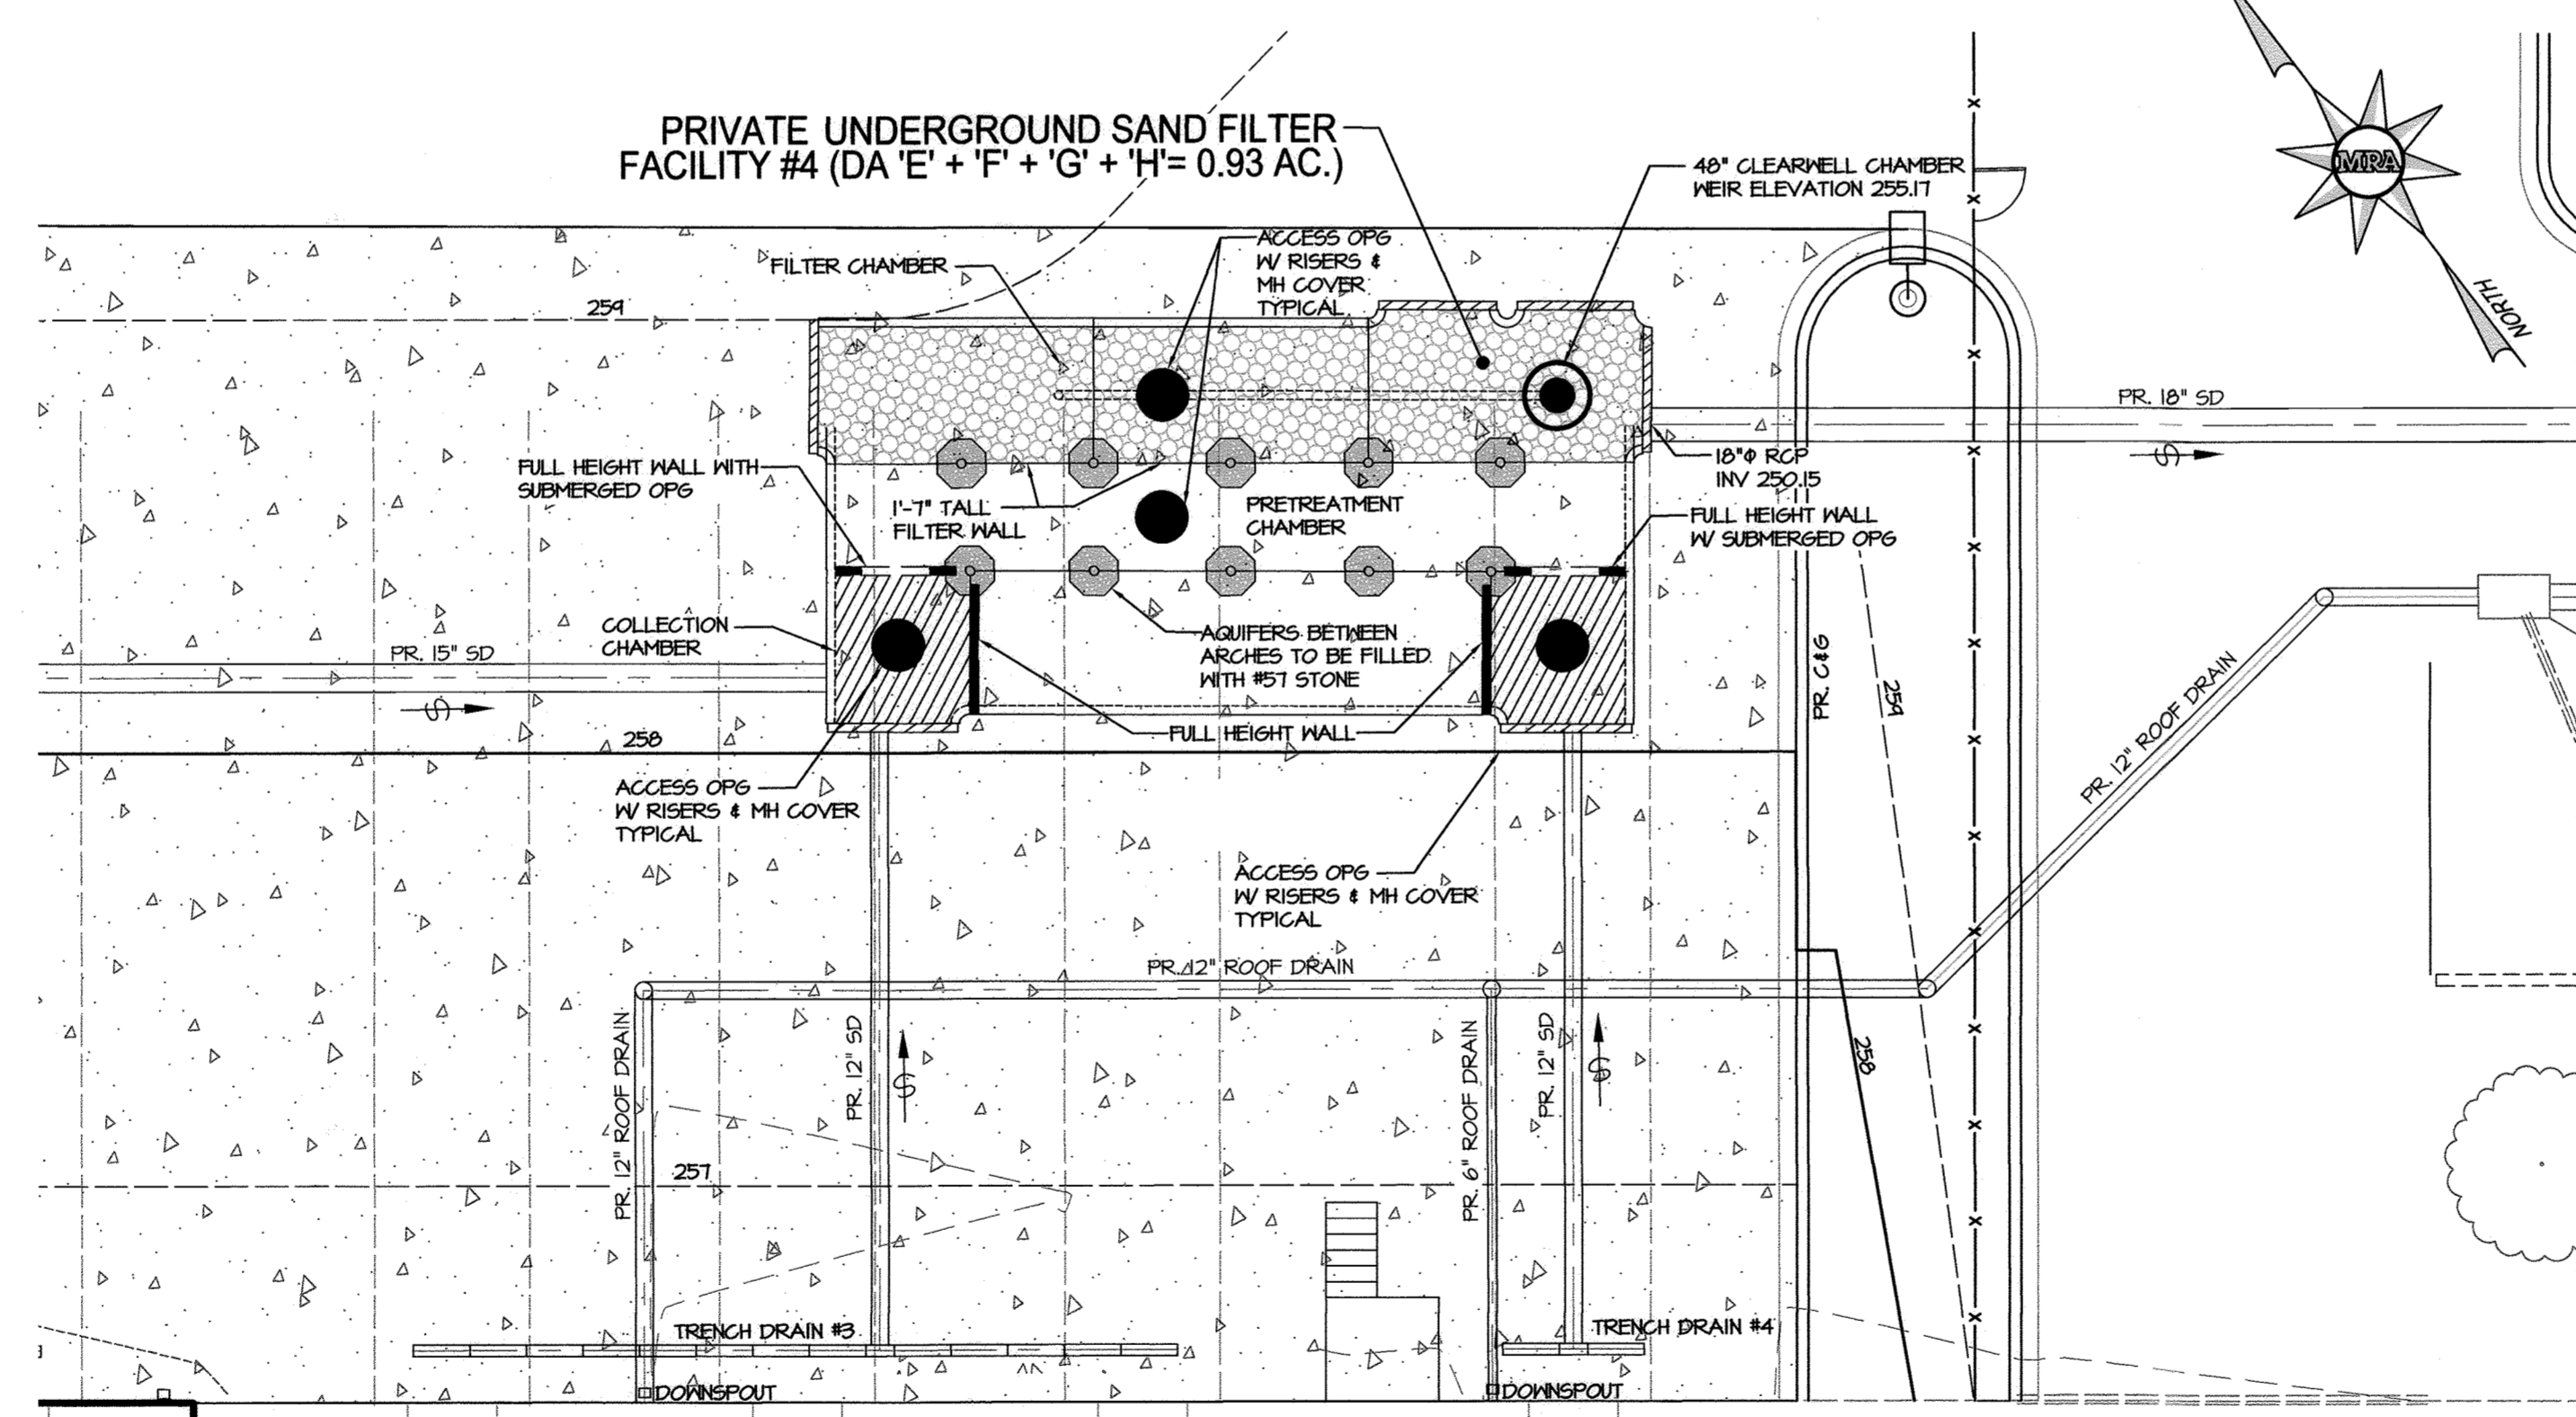 PRIVATE UNDERGROUND SAND FILTER
FACILITY #4 (DA 'E' + 'F' + 'G' + 'H'= 0.93 AC.)
48" CLEARWELL CHAMBER
WEIR ELEVATION 255.17
MRA
NORTH
FILTER CHAMBER
ACCESS OPG
W/ RISERS &
MH COVER
TYPICAL
259
PR. 18" SD
FULL HEIGHT WALL WITH
SUBMERGED OPG
18"Φ RCP
INV 250.15
1'-7" TALL
FILTER WALL
PRETREATMENT
CHAMBER
FULL HEIGHT WALL
W/ SUBMERGED OPG
COLLECTION
CHAMBER
PR. 15" SD
AQUIFERS BETWEEN
ARCHES TO BE FILLED
WITH #57 STONE
PR. C&G
259
PR. 12" ROOF DRAIN
FULL HEIGHT WALL
258
ACCESS OPG
W/ RISERS & MH COVER
TYPICAL
ACCESS OPG
W/ RISERS & MH COVER
TYPICAL
PR. 12" ROOF DRAIN
PR. 12" ROOF DRAIN
PR. 12" SD
PR. 6" ROOF DRAIN
PR. 12" SD
258
257
TRENCH DRAIN #3
TRENCH DRAIN #4
DOWNSPOUT
DOWNSPOUT